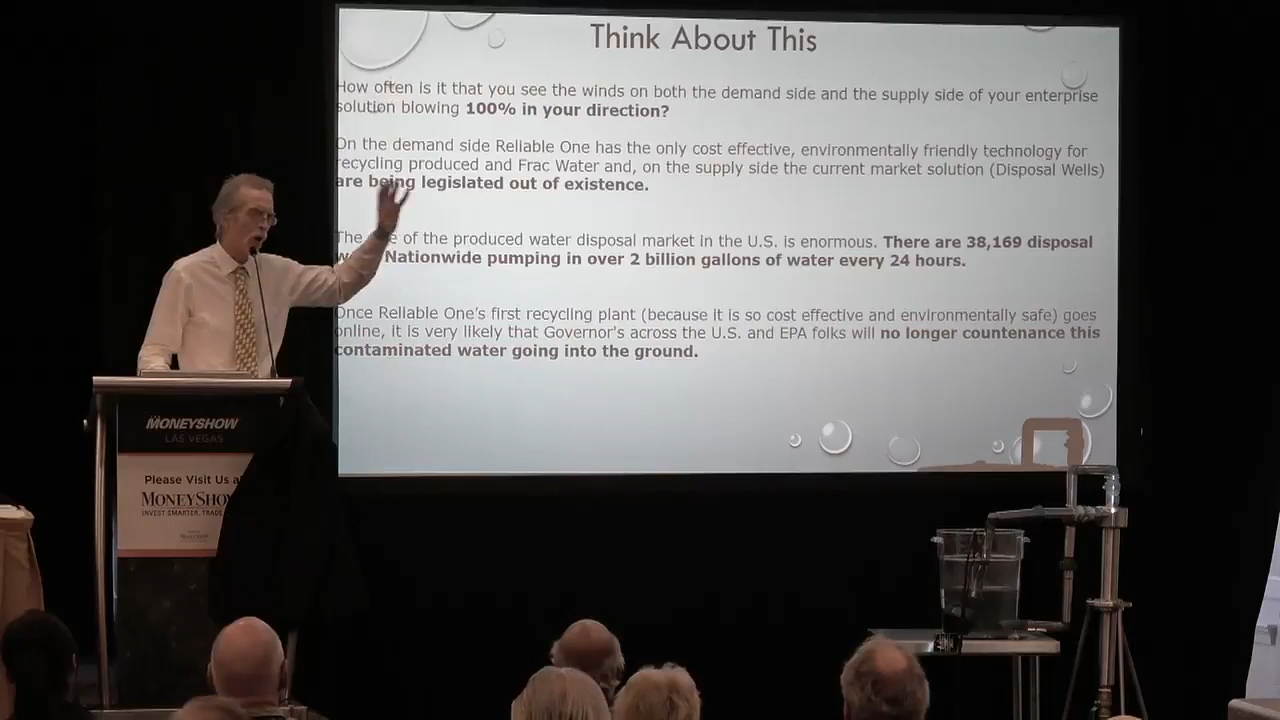 Think About This
How often is it that you see the winds on both the demand side and the supply side of your enterprise
solution blowing 100% in your direction?
On the demand side Reliable One has the only cost effective, environmentally friendly technology for
recycling produced and Frac Water and, on the supply side the current market solution (Disposal Wells)
are being legislated out of existence.
The of the produced water disposal market in the U.S. is enormous. There are 38,169 disposal
Nationwide pumping in over 2 billion gallons of water every 24 hours.
Once Reliable One's first recycling plant (because it is so cost effective and environmentally safe) goes
online, it is very likely that Governor's across the U.S. and EPA folks will no longer countenance this
contaminated water going into the ground.
MONEYSHOW
LAS VEGAS
Please Visit Us
MONEYSHOW
INVEST SMARTER, TRADE